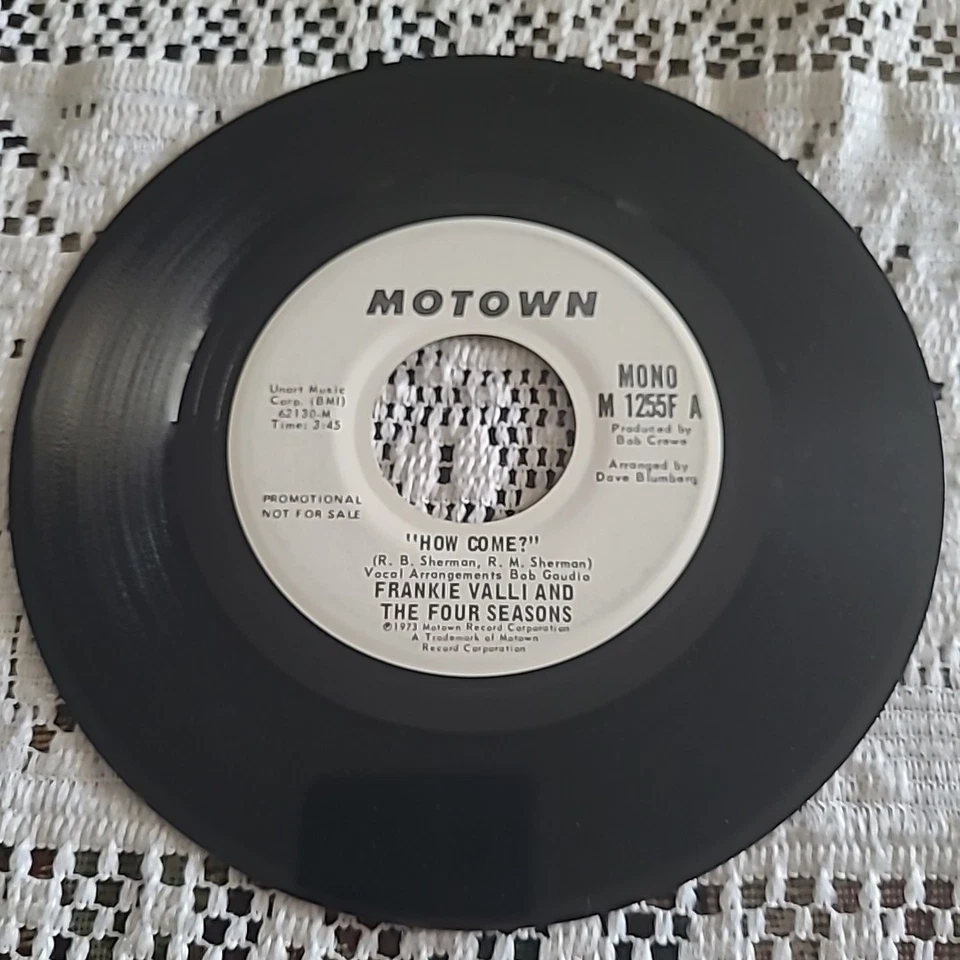 MOTOWN
Unart Music
Corp. (BMI)
62130-M
Time: 3:45
PROMOTIONAL
NOT FOR SALE
MONO
M 1255F A
Produced by
Bob Crewe
Arranged by
Dave Blumberg
"HOW COME?"
(R. B. Sherman, R. M. Sherman)
Vocal Arrangements Bob Gaudio
FRANKIE VALLI AND
THE FOUR SEASONS
℗1973 Motown Record Corporation
A Trademark of Motown
Record Corporation